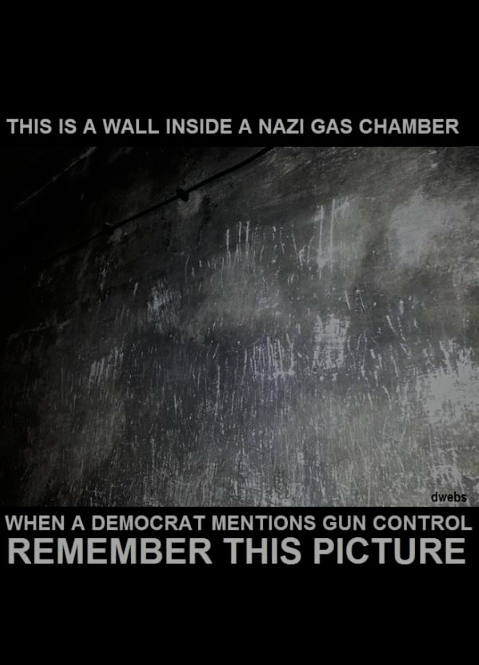 THIS IS A WALL INSIDE A NAZI GAS CHAMBER
dwebs
WHEN A DEMOCRAT MENTIONS GUN CONTROL
REMEMBER THIS PICTURE